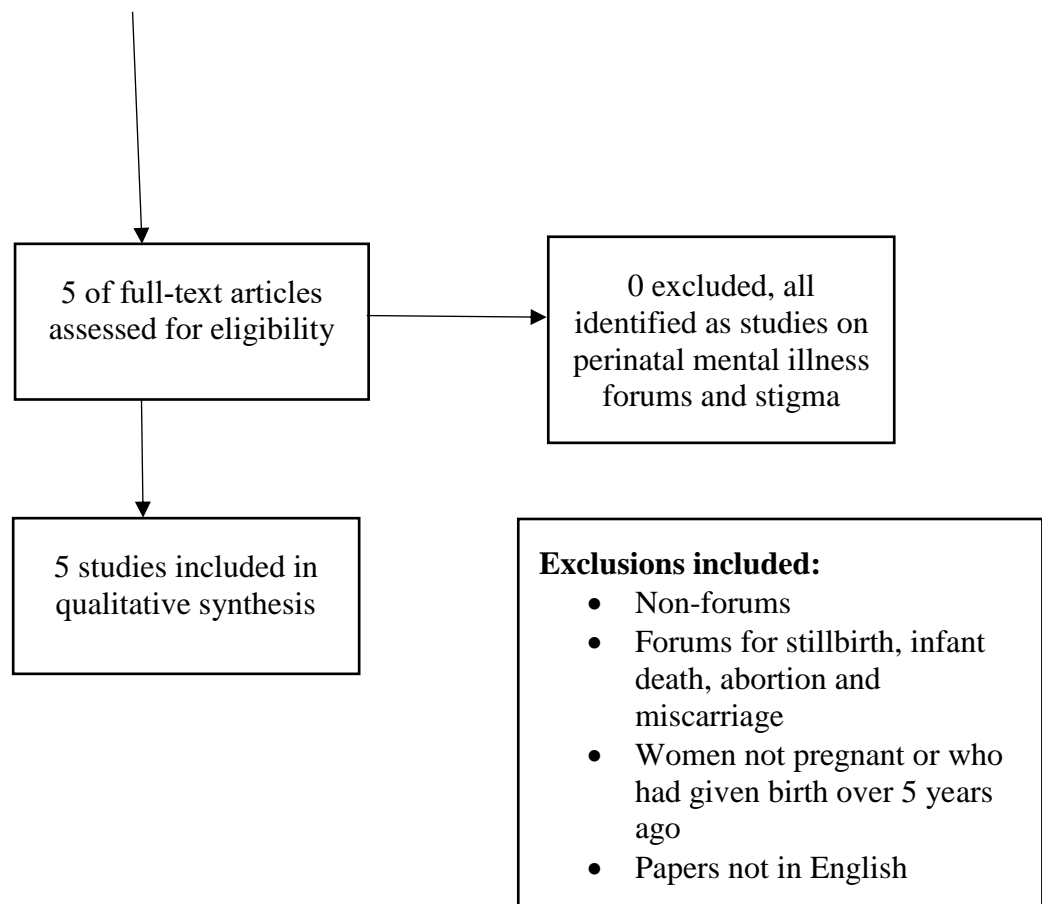 5 of full-text articles
assessed for eligibility
0 excluded, all
identified as studies on
perinatal mental illness
forums and stigma
5 studies included in
qualitative synthesis
Exclusions included:
• Non-forums
• Forums for stillbirth, infant
death, abortion and
miscarriage
• Women not pregnant or who
had given birth over 5 years
ago
• Papers not in English